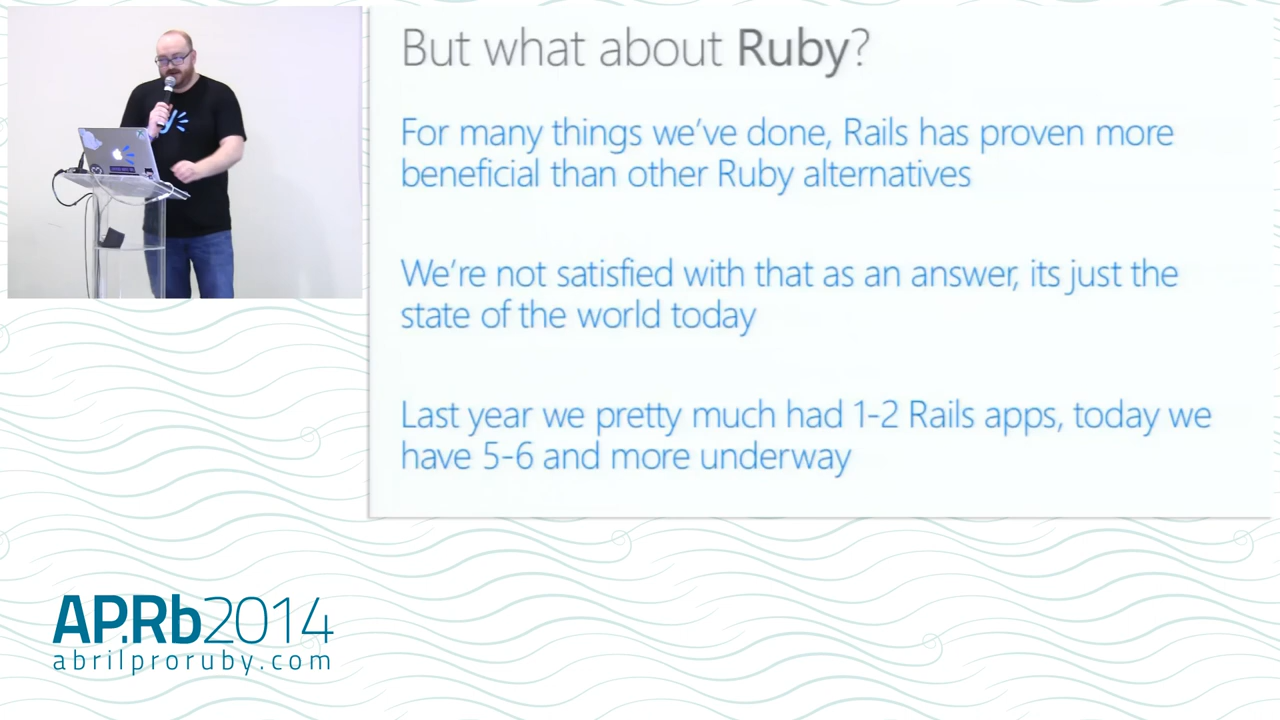 But what about Ruby?
For many things we've done, Rails has proven more
beneficial than other Ruby alternatives
We're not satisfied with that as an answer, its just the
state of the world today
Last year we pretty much had 1-2 Rails apps, today we
have 5-6 and more underway
AP.Rb2014
abrilproruby.com